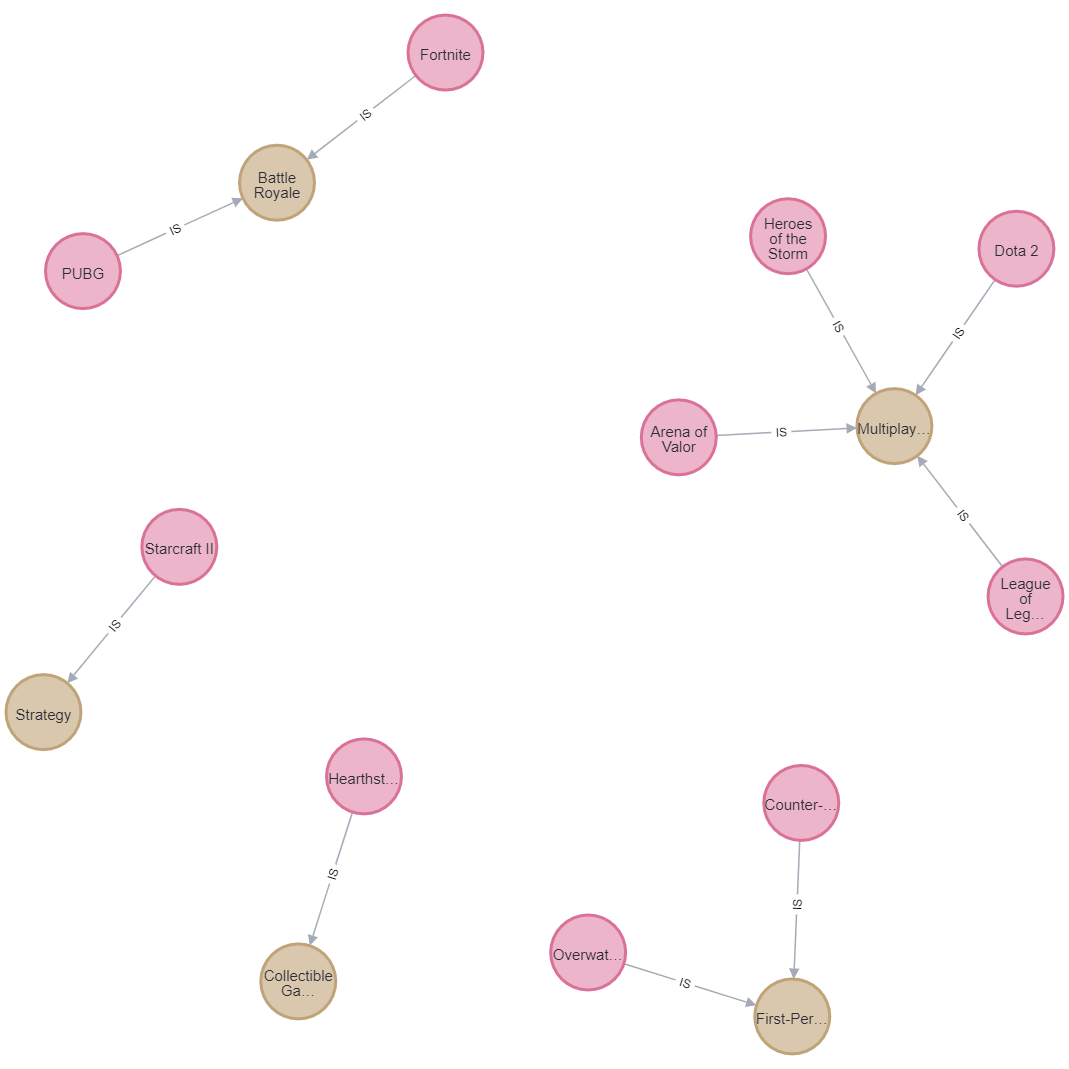 Fortnite
IS
Battle
Royale
IS
PUBG
Heroes
of the
Storm
Dota 2
IS
IS
Arena of
Valor
IS
Multiplay...
IS
League
of
Leg...
Starcraft II
IS
Strategy
Hearthst...
IS
Collectible
Ga...
Counter-...
IS
Overwat...
IS
First-Per...